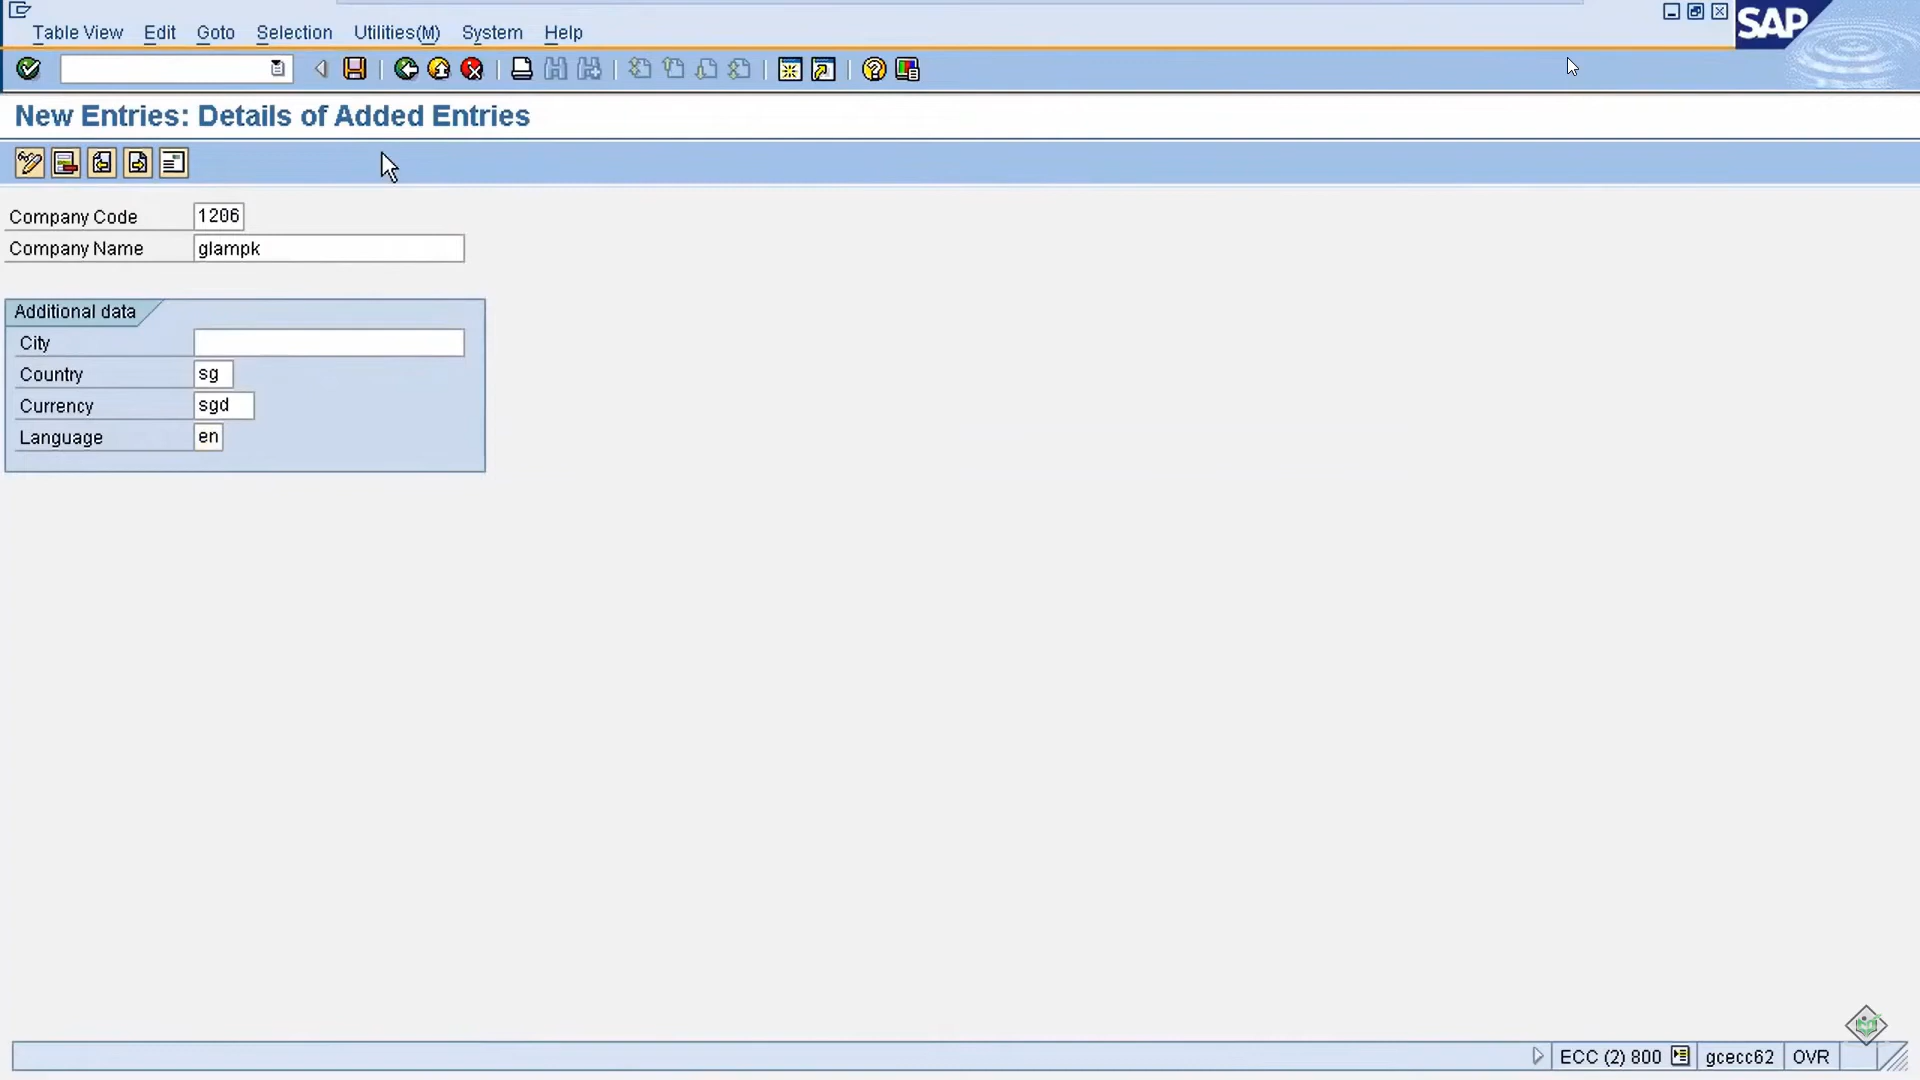 Table View Edit Goto Selection Utilities(M) System Help
SAP
New Entries: Details of Added Entries
Company Code 1206
Company Name glampk
Additional data
City
Country sg
Currency sgd
Language en
ECC (2) 800 gcecc62 OVR